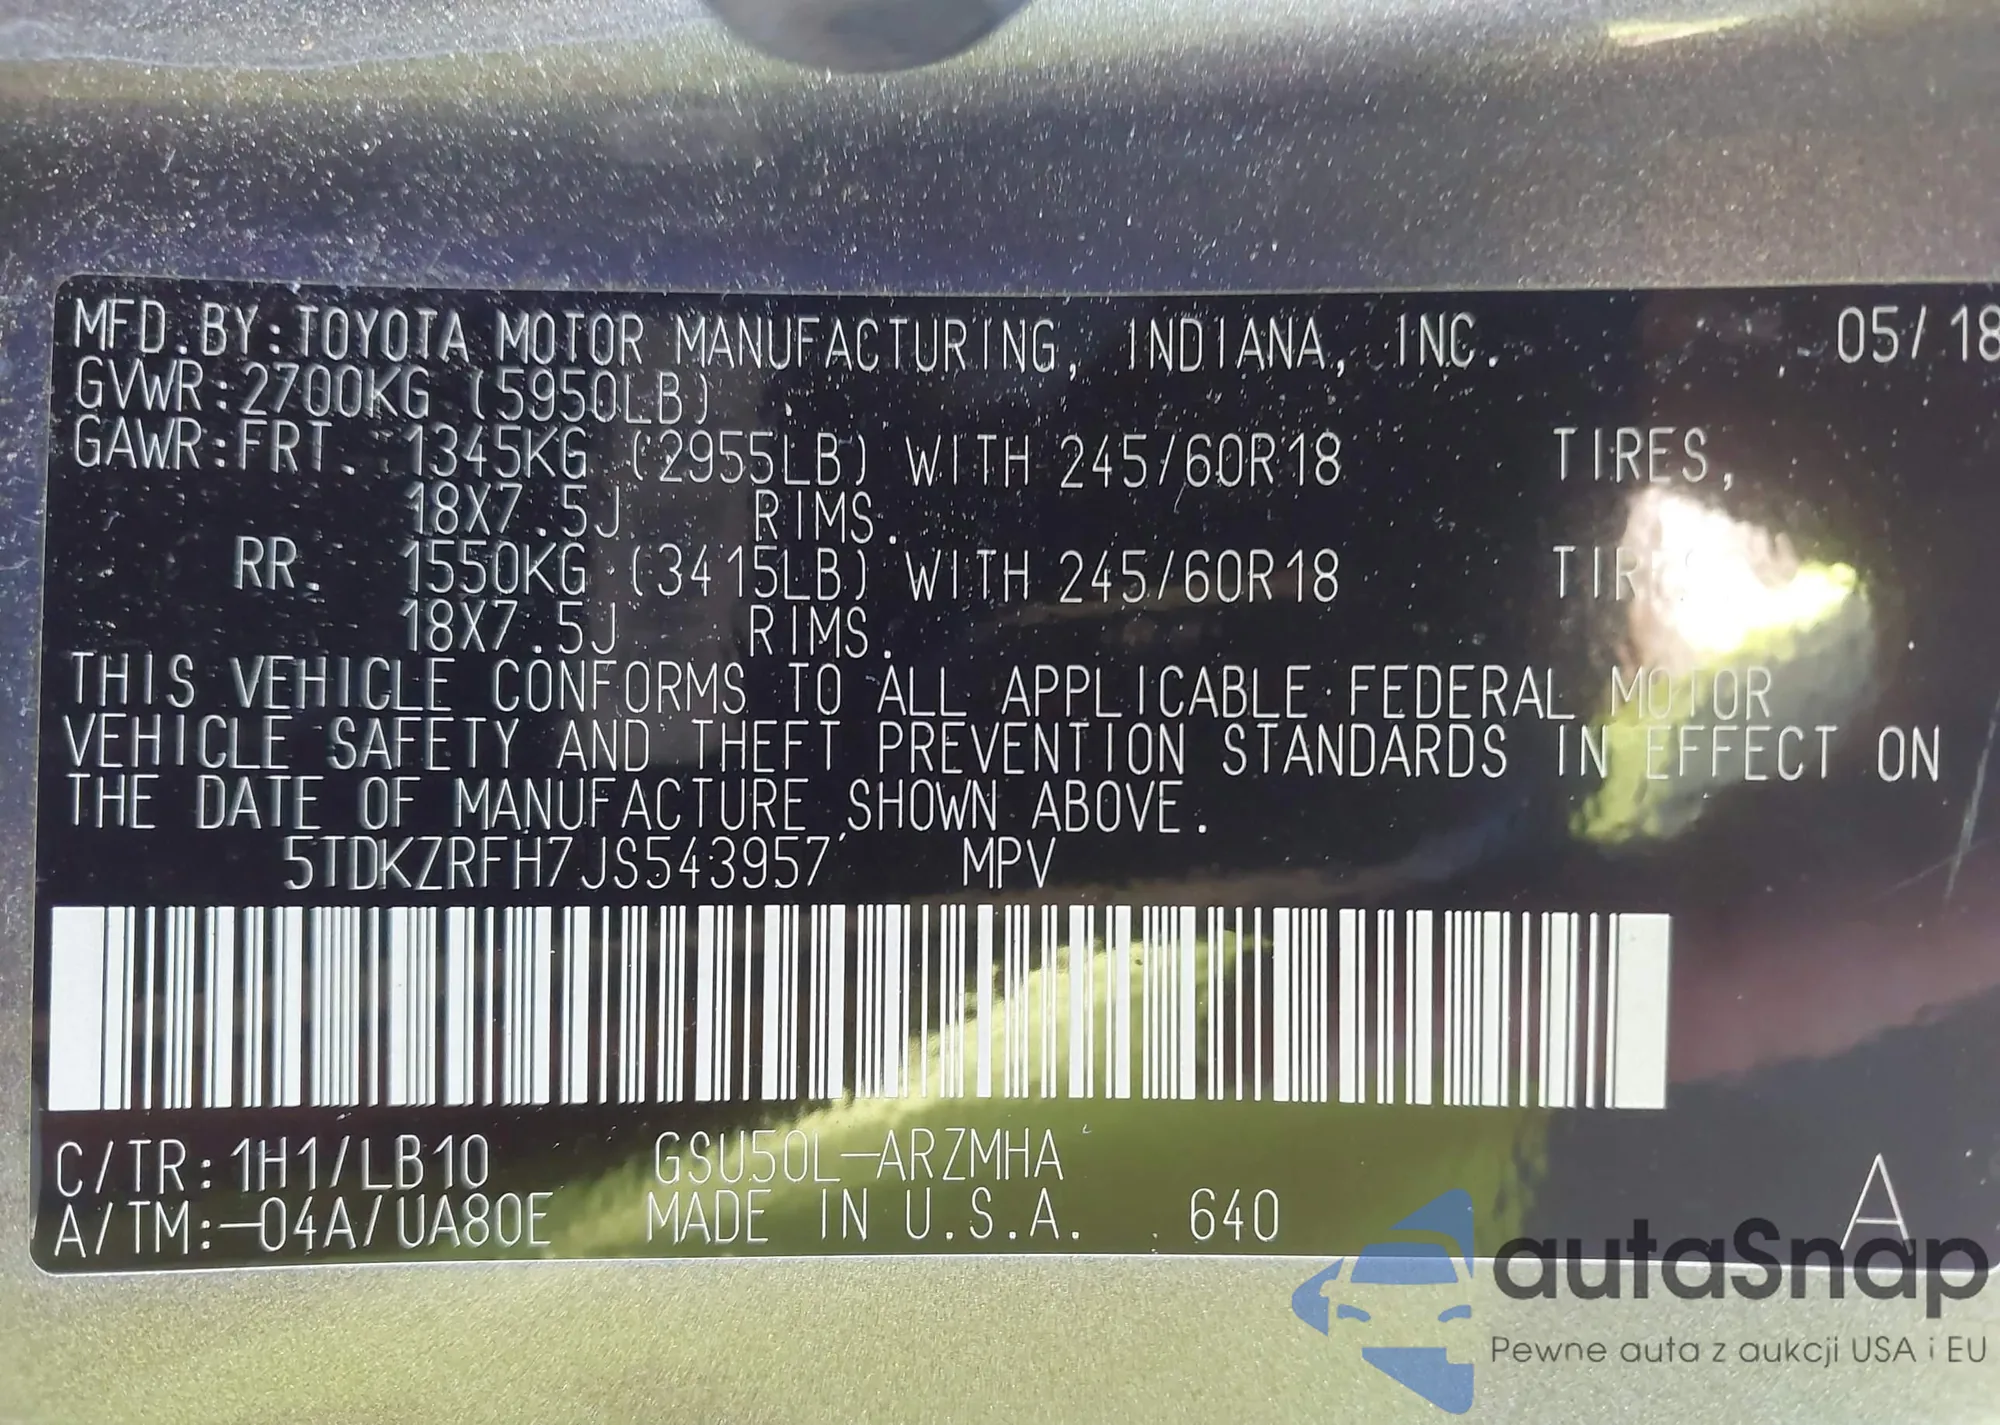 MFD.BY:TOYOTA MOTOR MANUFACTURING, INDIANA, INC. 05/18
GVWR:2700KG (5950LB)
GAWR:FRT. 1345KG (2955LB) WITH 245/60R18 TIRES,
18X7.5J RIMS.
RR. 1550KG (3415LB) WITH 245/60R18
18X7.5J RIMS.
THIS VEHICLE CONFORMS TO ALL APPLICABLE FEDERAL MOTOR
VEHICLE SAFETY AND THEFT PREVENTION STANDARDS IN EFFECT ON
THE DATE OF MANUFACTURE SHOWN ABOVE.
5TDKZRFH7JS543957 MPV
C/TR:1H1/LB10 GSU50L-ARZMHA
A/TM:-04A/UA80E MADE IN U.S.A. 640 A
autaSnap
Pewne auta z aukcji USA i EU